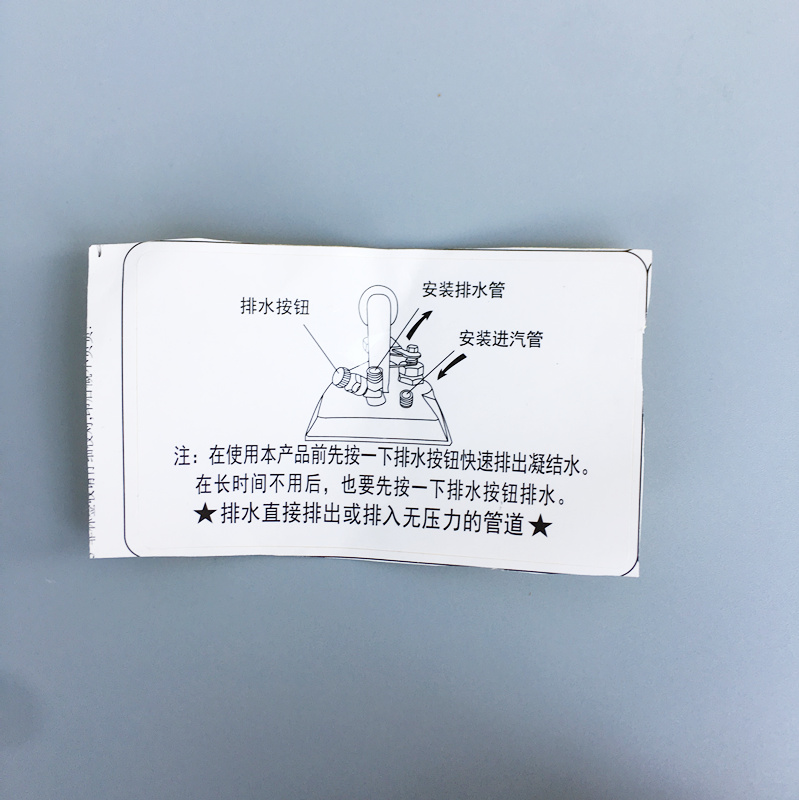 排水按钮
安装排水管
安装进汽管
注：在使用本产品前先按一下排水按钮快速排出凝结水。
在长时间不用后，也要先按一下排水按钮排水。
★排水直接排出或排入无压力的管道★